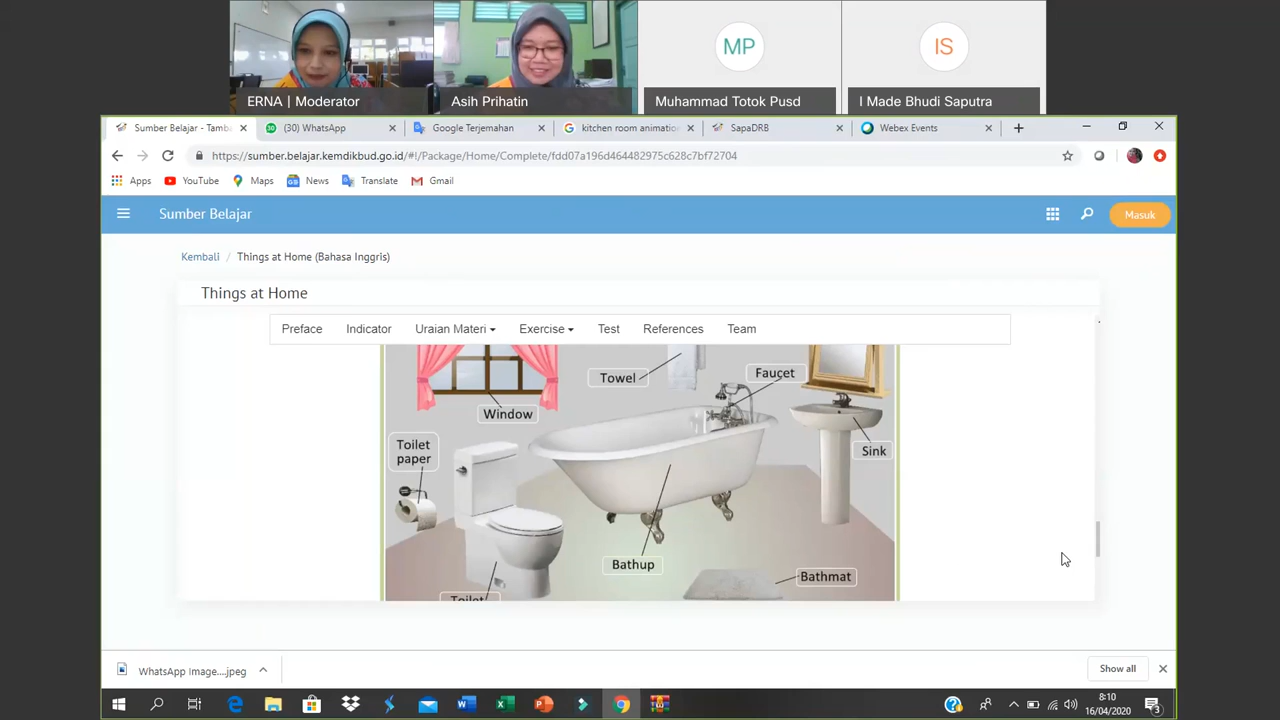 MP
IS
ERNA | Moderator
Asih Prihatin
Muhammad Totok Pusd
I Made Bhudi Saputra
Sumber Belajar - Tamba
(30) WhatsApp
Google Terjemahan
kitchen room animation
SapaDRB
Webex Events
https://sumber.belajar.kemdikbud.go.id/#!/Package/Home/Complete/fdd07a196d464482975c628c7bf72704
Apps
YouTube
Maps
News
Translate
Gmail
Sumber Belajar
Masuk
Kembali / Things at Home (Bahasa Inggris)
Things at Home
Preface
Indicator
Uraian Materi
Exercise
Test
References
Team
Towel
Faucet
Window
Toilet
paper
Sink
Bathup
Bathmat
Toilet
WhatsApp Image....jpeg
Show all
8:10
16/04/2020
3